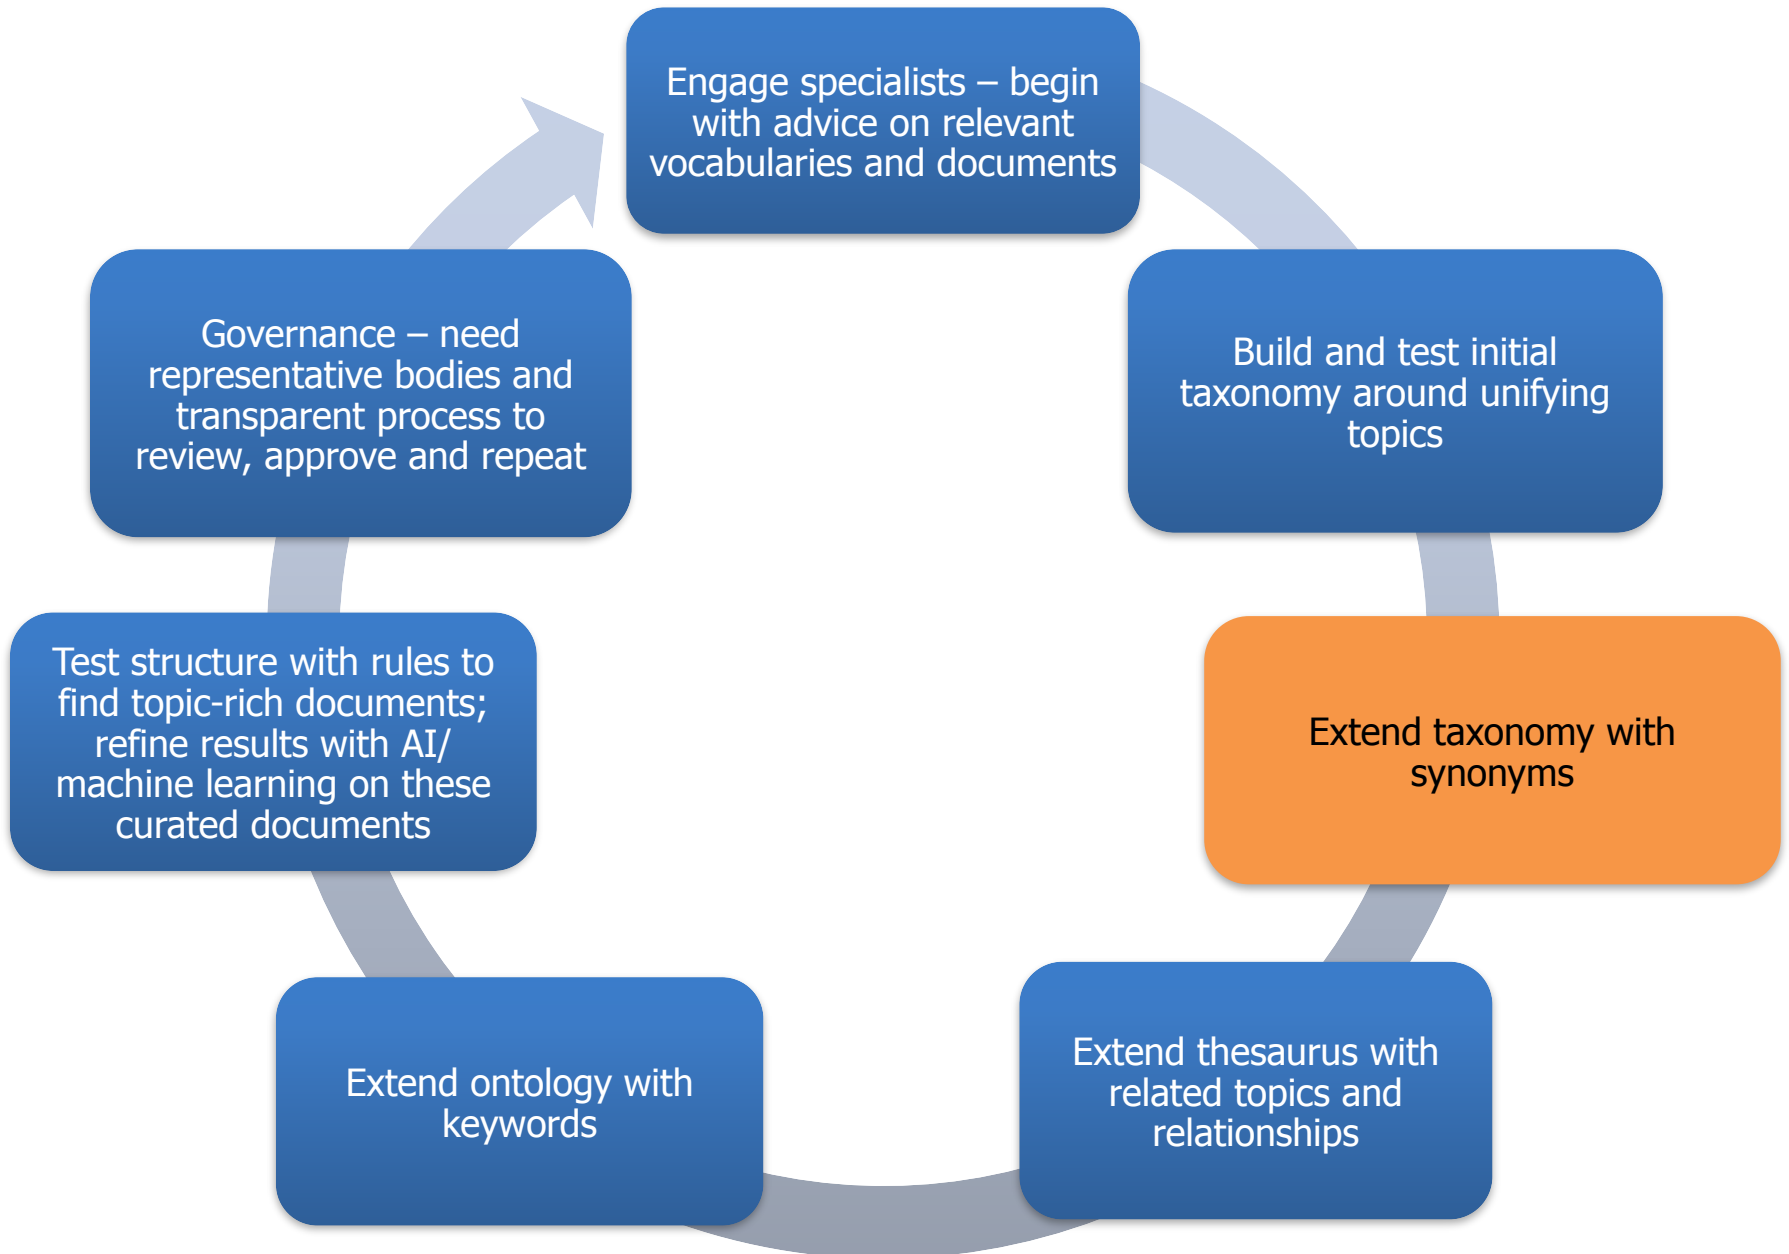 Engage specialists – begin
with advice on relevant
vocabularies and documents
Build and test initial
taxonomy around unifying
topics
Extend taxonomy with
synonyms
Extend thesaurus with
related topics and
relationships
Extend ontology with
keywords
Test structure with rules to
find topic-rich documents;
refine results with AI/
machine learning on these
curated documents
Governance – need
representative bodies and
transparent process to
review, approve and repeat